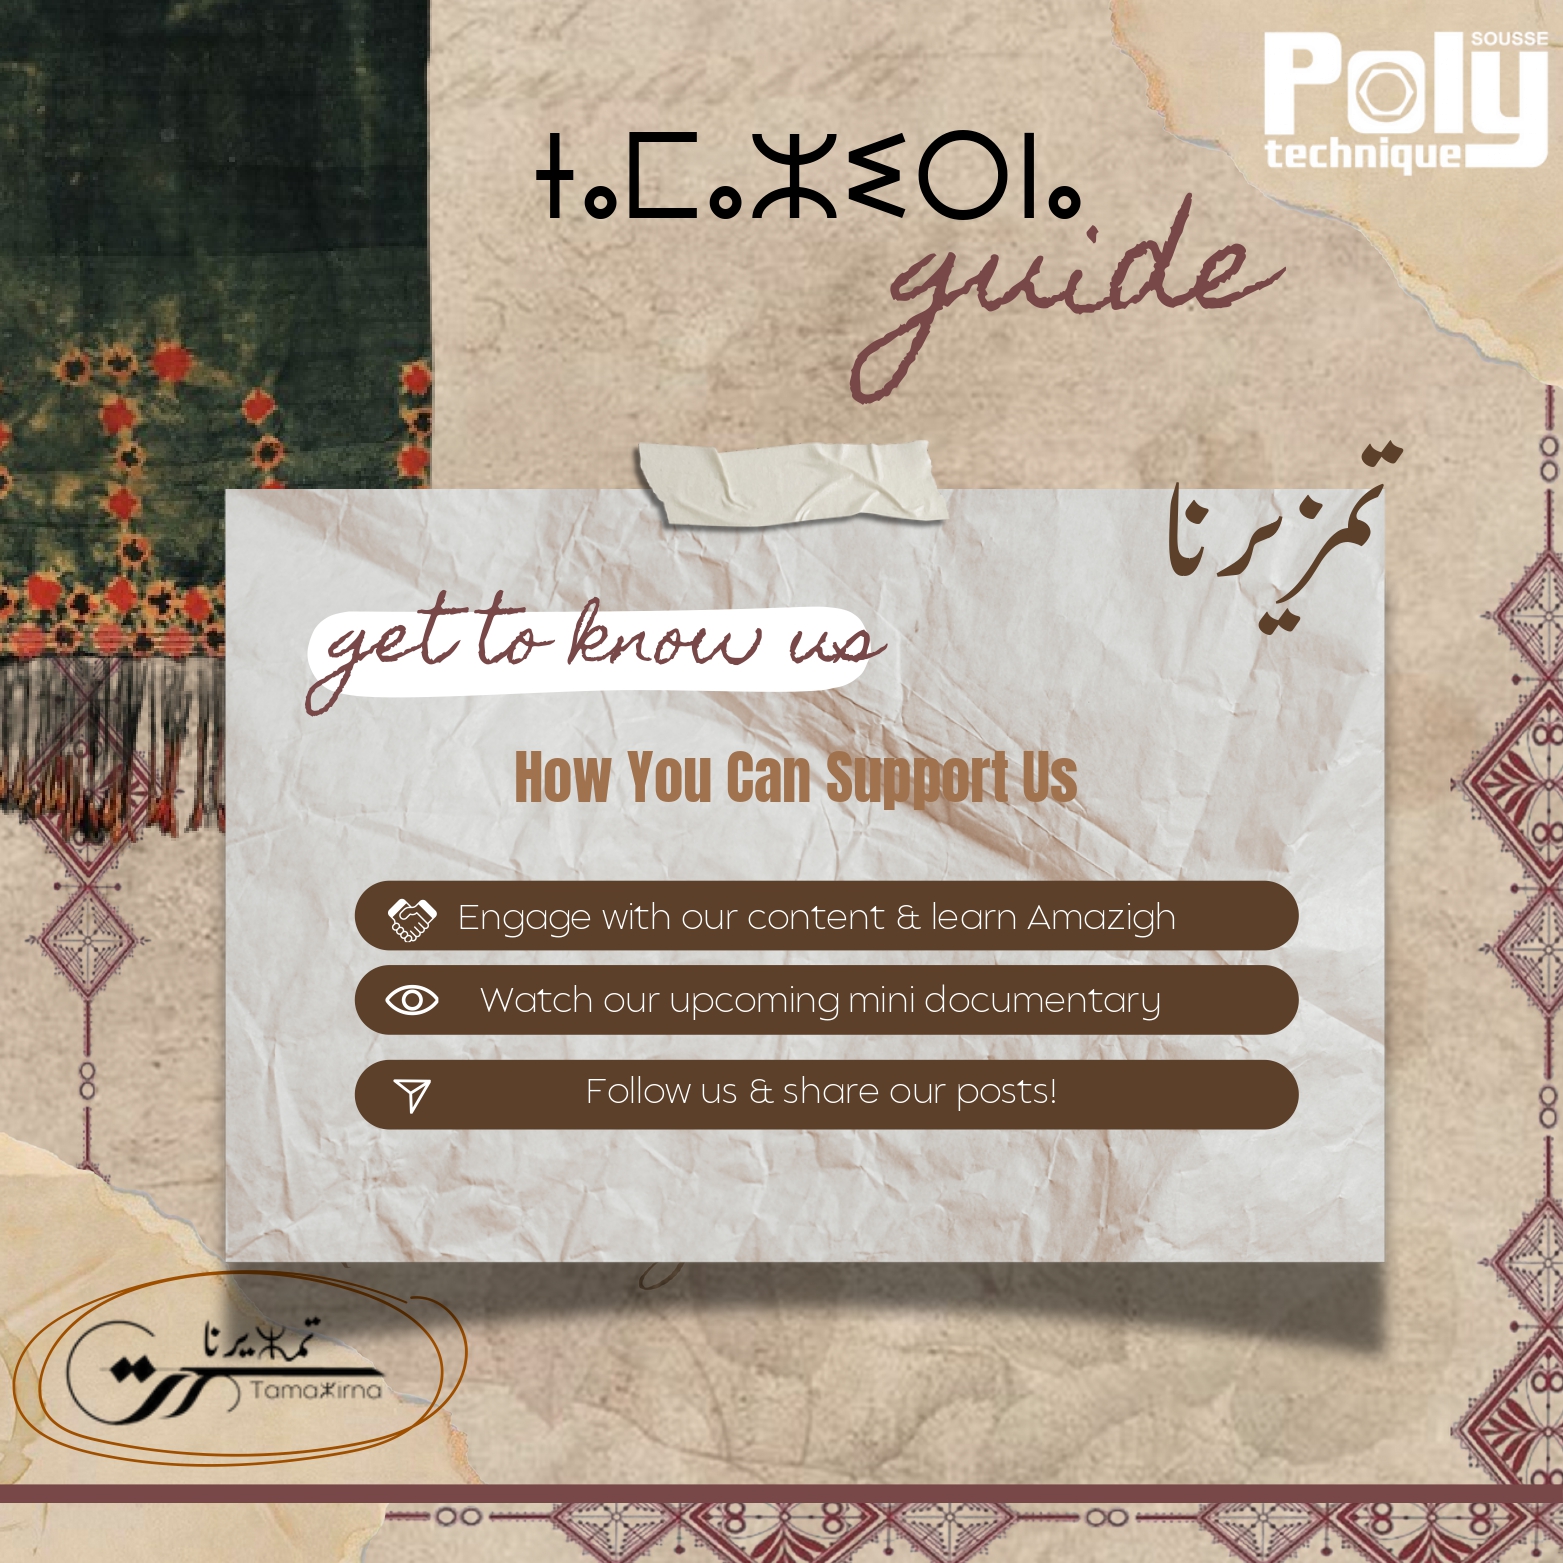 SOUSSE
Poly
technique
ⵜⴰⵎⴰⵣⵉⵔⵏⴰ
guide
تمزيرنا
get to know us
How You Can Support Us
Engage with our content & learn Amazigh
Watch our upcoming mini documentary
Follow us & share our posts!
تمⵣيرنا
Tamaⵣirna